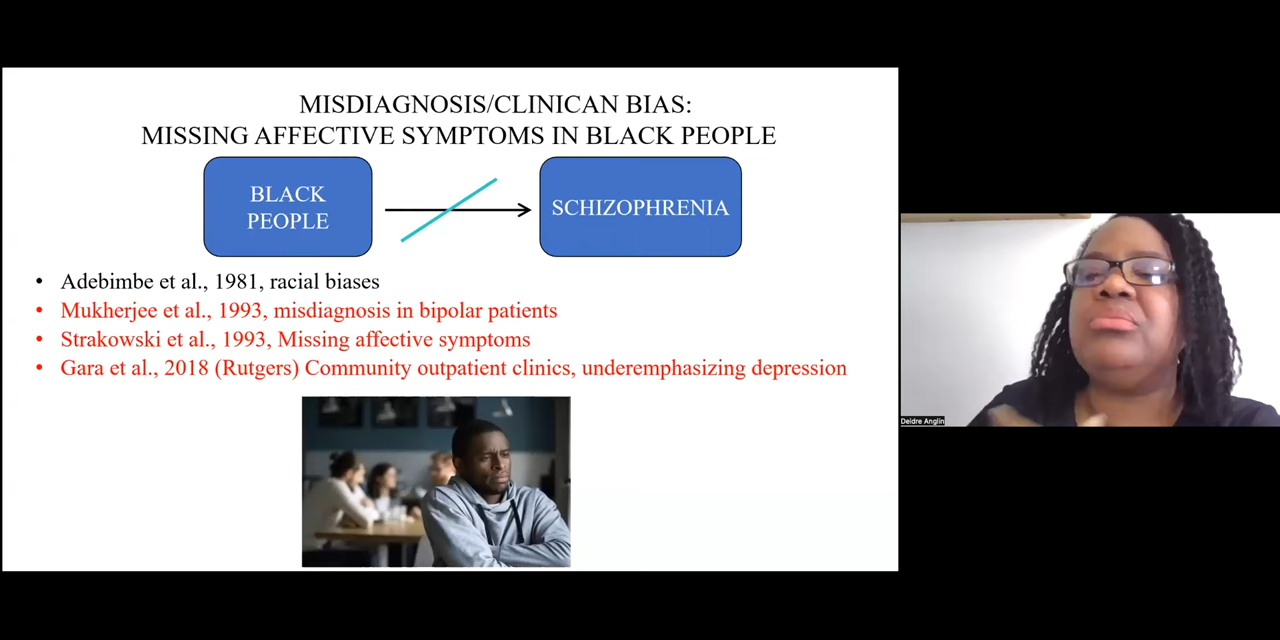 MISDIAGNOSIS/CLINICAN BIAS:
MISSING AFFECTIVE SYMPTOMS IN BLACK PEOPLE
BLACK
PEOPLE
SCHIZOPHRENIA
• Adebimbe et al., 1981, racial biases
• Mukherjee et al., 1993, misdiagnosis in bipolar patients
• Strakowski et al., 1993, Missing affective symptoms
• Gara et al., 2018 (Rutgers) Community outpatient clinics, underemphasizing depression
Deidre Anglin